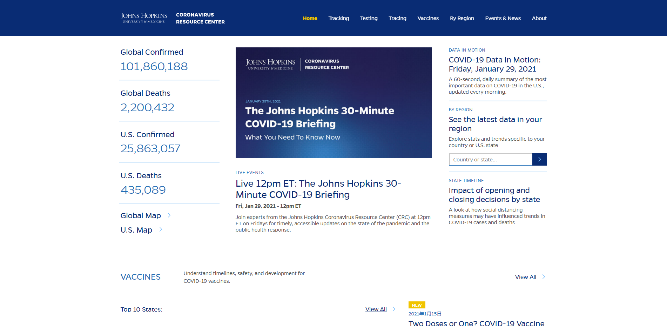 JOHNS HOPKINS
UNIVERSITY & MEDICINE
CORONAVIRUS
RESOURCE CENTER
Home
Tracking
Testing
Tracing
Vaccines
By Region
Events & News
About
Global Confirmed
101,860,188
Global Deaths
2,200,432
U.S. Confirmed
25,863,057
U.S. Deaths
435,089
Global Map
U.S. Map
JOHNS HOPKINS
UNIVERSITY & MEDICINE
CORONAVIRUS
RESOURCE CENTER
The Johns Hopkins 30-Minute
COVID-19 Briefing
What You Need To Know Now
LIVE EVENTS
Live 12pm ET: The Johns Hopkins 30-
Minute COVID-19 Briefing
Fri, Jan 29, 2021 • 12pm ET
Join experts from the Johns Hopkins Coronavirus Resource Center (CRC) at 12pm
ET on Fridays for timely, accessible updates on the state of the pandemic and the
public health response.
DATA IN MOTION
COVID-19 Data in Motion:
Friday, January 29, 2021
A 60-second, daily summary of the most
important data on COVID-19 in the U.S.,
updated every morning.
BY REGION
See the latest data in your
region
Explore stats and trends specific to your
country or U.S. state
Country or state
STATE TIMELINE
Impact of opening and
closing decisions by state
A look at how social distancing
measures may have influenced trends in
COVID-19 cases and deaths
VACCINES
Understand timelines, safety, and development for
COVID-19 vaccines.
View All
Top 10 States:
View All
NEW
Two Doses or One? COVID-19 Vaccine